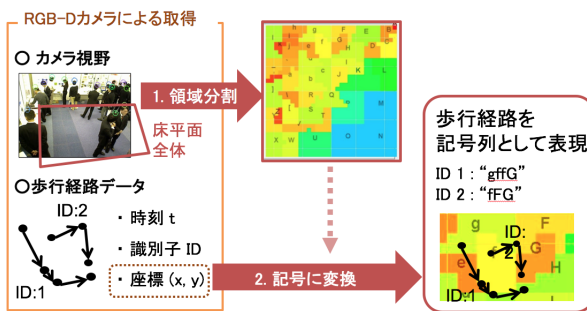 RGB-Dカメラによる取得
〇 カメラ視野
床平面
全体
1. 領域分割
〇歩行経路データ
ID:2
ID:1
・ 時刻 t
・ 識別子 ID
・ 座標 (x, y)
2. 記号に変換
歩行経路を
記号列として表現
ID 1 : “gffG”
ID 2 : “fFG”
g
F
ID:
2
G
H
ID:1
L
K
M
N
O
U
W
X